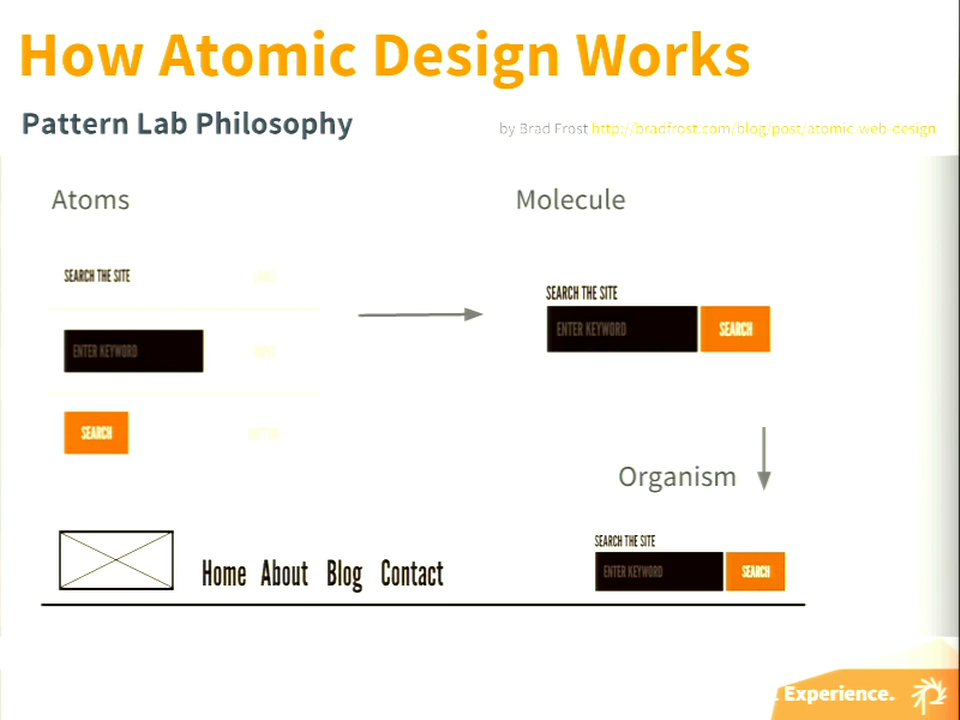 How Atomic Design Works
Pattern Lab Philosophy
by Brad Frost http://bradfrost.com/blog/post/atomic-web-design
Atoms
Molecule
SEARCH THE SITE
ENTER KEYWORD
SEARCH
SEARCH THE SITE
ENTER KEYWORD SEARCH
Organism
Home About Blog Contact
SEARCH THE SITE
ENTER KEYWORD SEARCH
Experience.